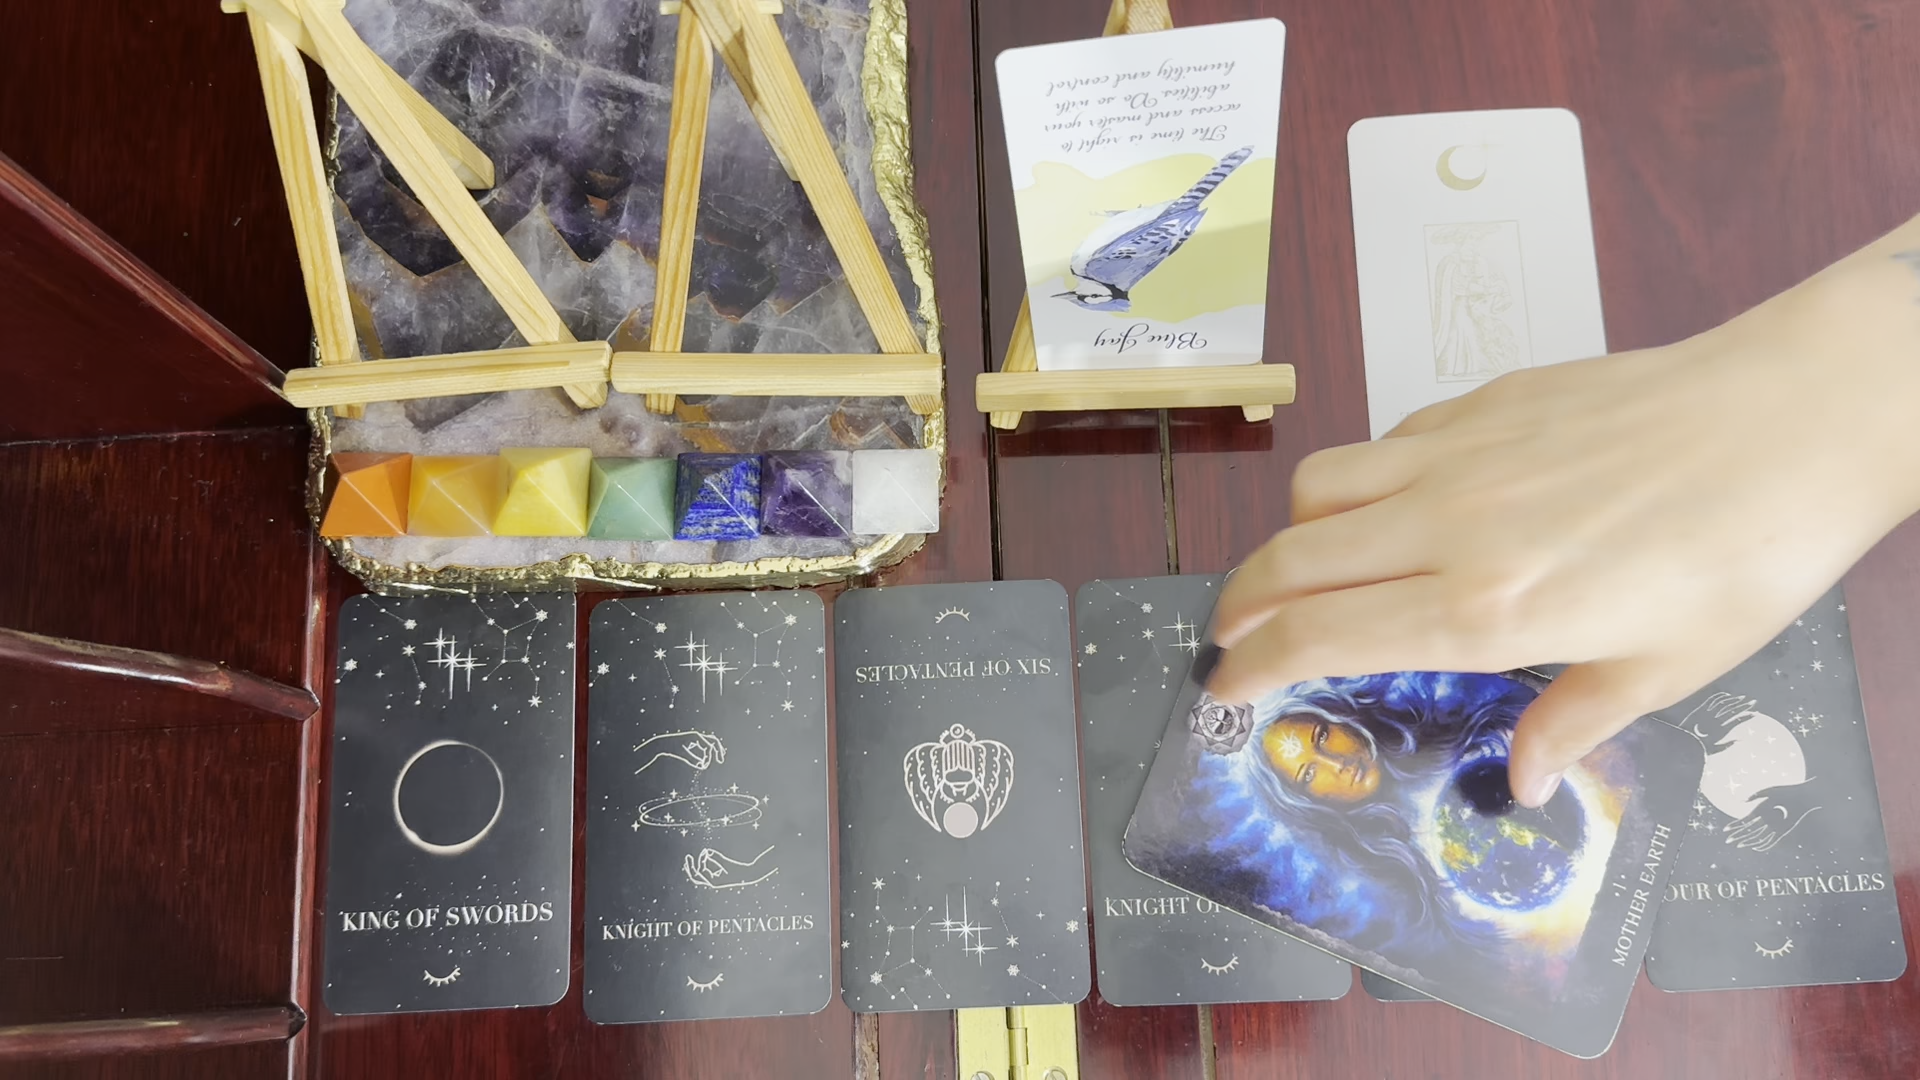 Blue Jay
The time is right to
access and master your
abilities. Do so with
humility and control
KING OF SWORDS
KNIGHT OF PENTACLES
SIX OF PENTACLES
KNIGHT OF
· 1 ·
MOTHER EARTH
OUR OF PENTACLES